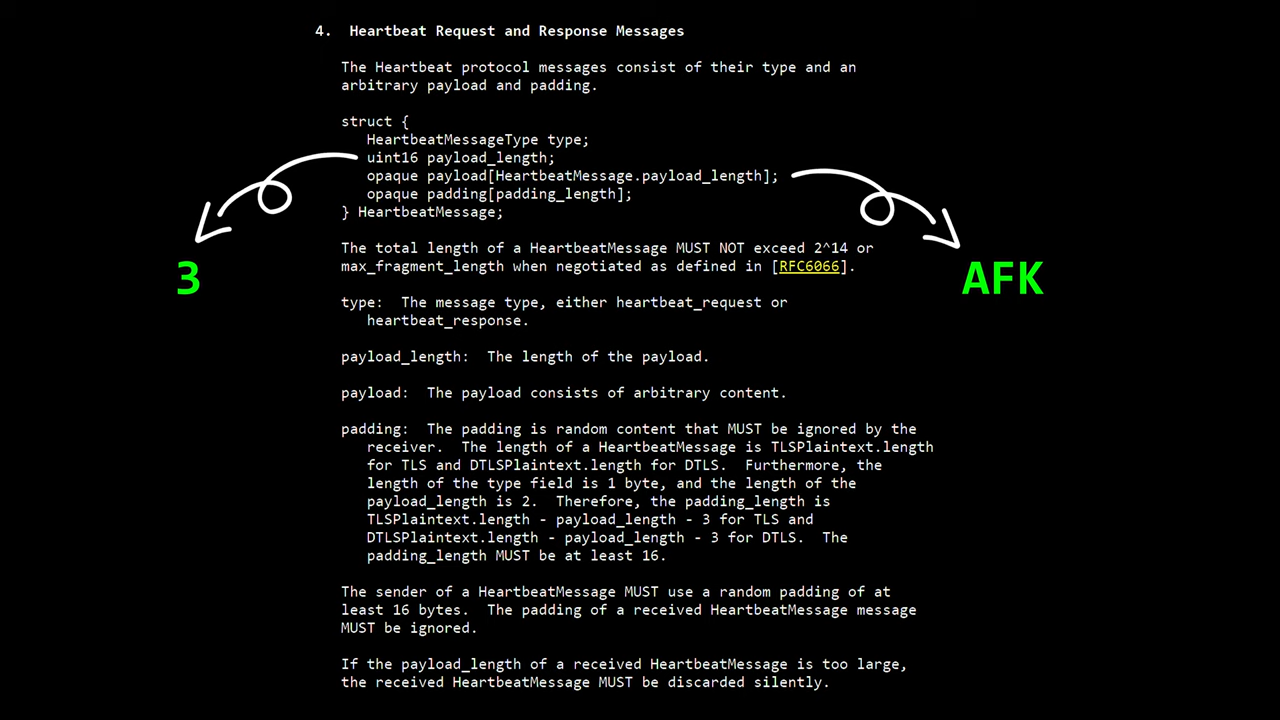 4.  Heartbeat Request and Response Messages
The Heartbeat protocol messages consist of their type and an
arbitrary payload and padding.
struct {
HeartbeatMessageType type;
uint16 payload_length;
opaque payload[HeartbeatMessage.payload_length];
opaque padding[padding_length];
} HeartbeatMessage;
3
AFK
The total length of a HeartbeatMessage MUST NOT exceed 2^14 or
max_fragment_length when negotiated as defined in [RFC6066].
type:  The message type, either heartbeat_request or
heartbeat_response.
payload_length:  The length of the payload.
payload:  The payload consists of arbitrary content.
padding:  The padding is random content that MUST be ignored by the
receiver.  The length of a HeartbeatMessage is TLSPlaintext.length
for TLS and DTLSPlaintext.length for DTLS.  Furthermore, the
length of the type field is 1 byte, and the length of the
payload_length is 2.  Therefore, the padding_length is
TLSPlaintext.length - payload_length - 3 for TLS and
DTLSPlaintext.length - payload_length - 3 for DTLS.  The
padding_length MUST be at least 16.
The sender of a HeartbeatMessage MUST use a random padding of at
least 16 bytes.  The padding of a received HeartbeatMessage message
MUST be ignored.
If the payload_length of a received HeartbeatMessage is too large,
the received HeartbeatMessage MUST be discarded silently.